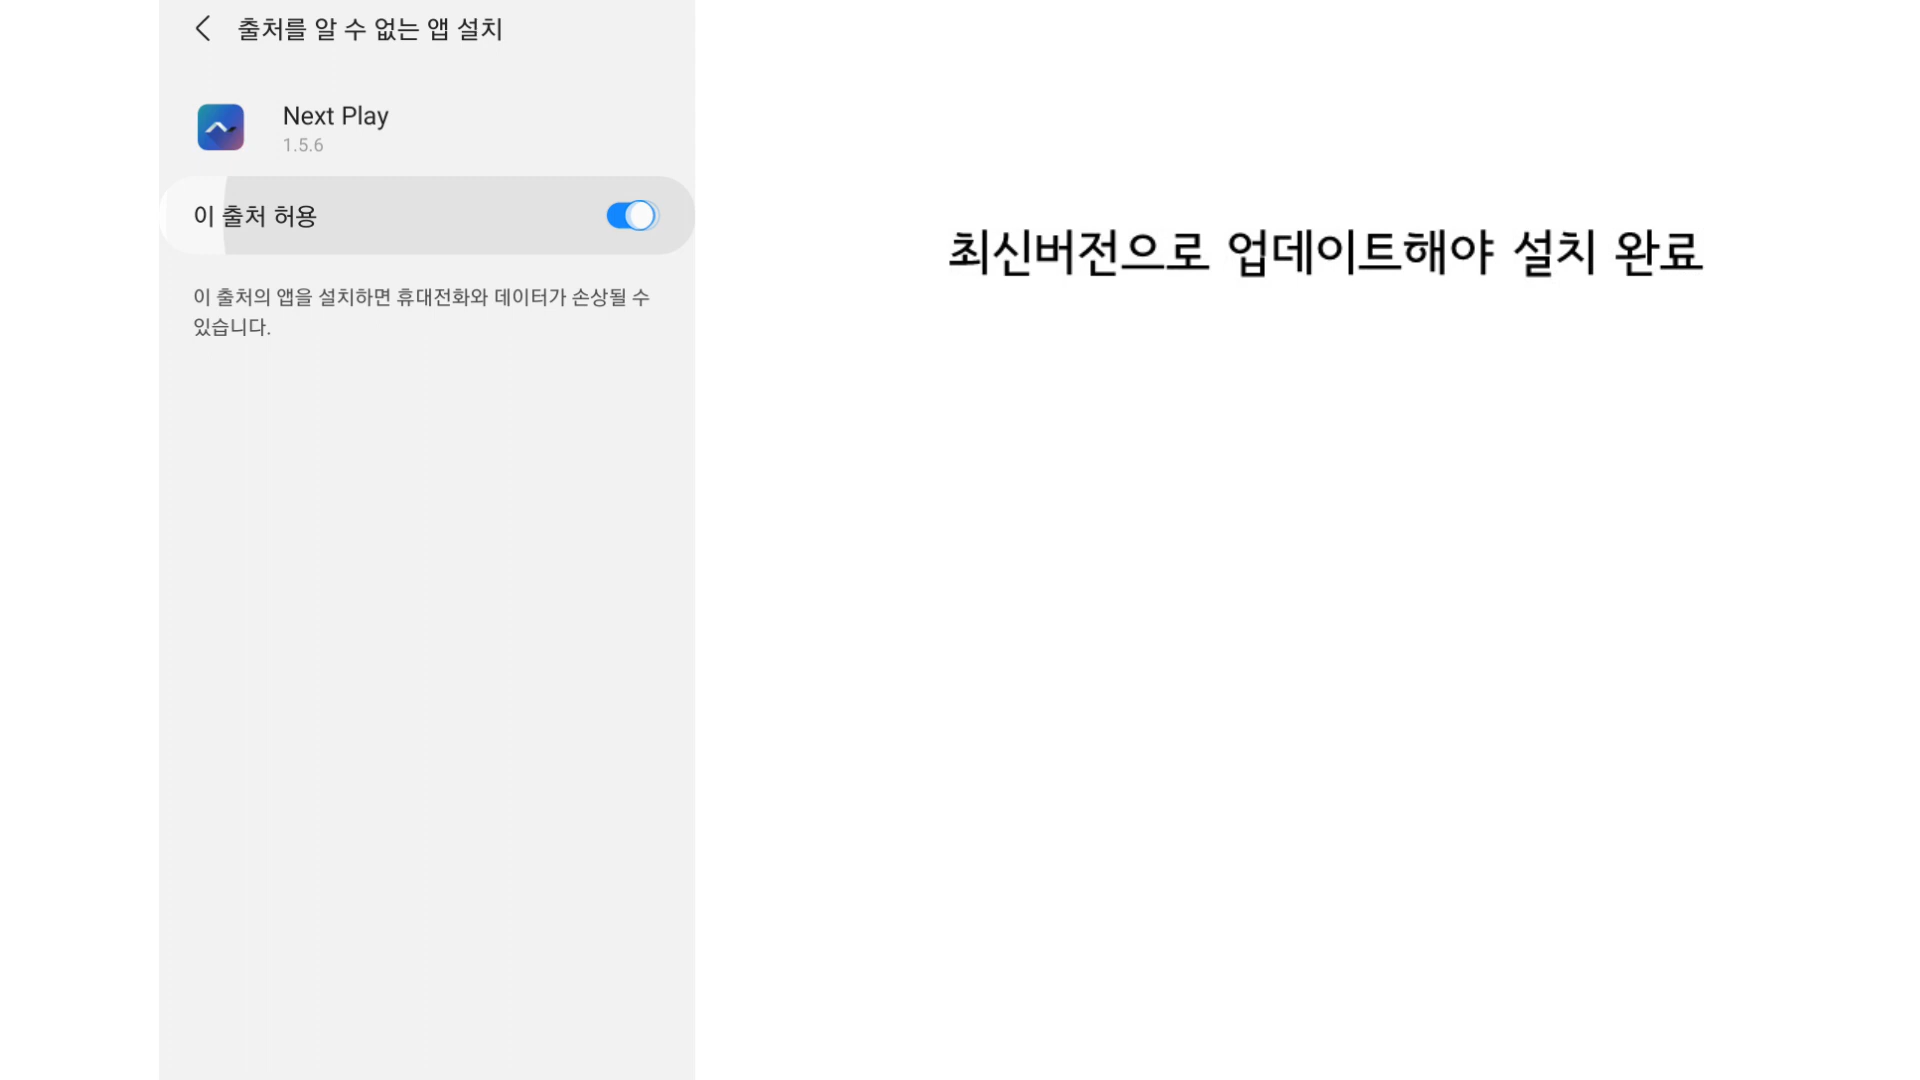 출처를 알 수 없는 앱 설치
Next Play
1.5.6
이 출처 허용
이 출처의 앱을 설치하면 휴대전화와 데이터가 손상될 수
있습니다.
최신버전으로 업데이트해야 설치 완료